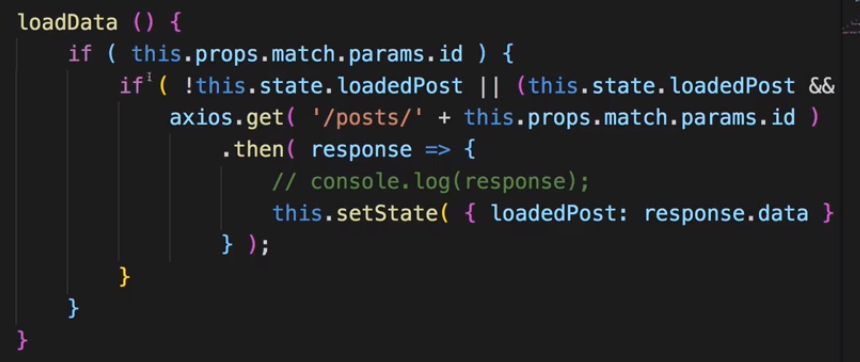 loadData () {
if ( this.props.match.params.id ) {
if ( !this.state.loadedPost || (this.state.loadedPost &&
axios.get( '/posts/' + this.props.match.params.id )
.then( response => {
// console.log(response);
this.setState( { loadedPost: response.data }
} );
}
}
}